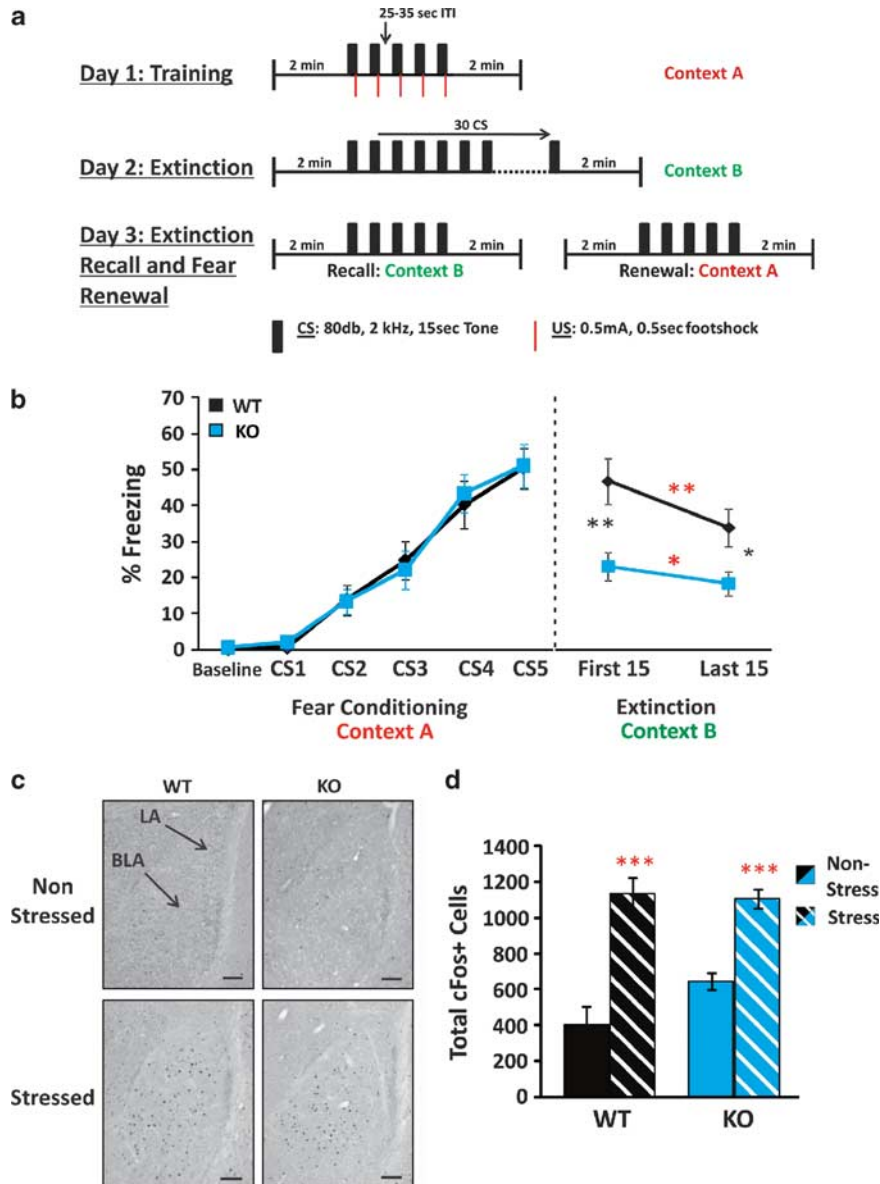 a
25-35 sec ITI
Day 1: Training
2 min
2 min
Context A
30 CS
Day 2: Extinction
2 min
2 min
Context B
Day 3: Extinction
Recall and Fear
Renewal
2 min
2 min
Recall: Context B
2 min
2 min
Renewal: Context A
CS: 80db, 2 kHz, 15sec Tone
US: 0.5mA, 0.5sec footshock
b
WT
KO
% Freezing
70
60
50
40
30
20
10
0
**
**
*
*
Baseline CS1 CS2 CS3 CS4 CS5
First 15 Last 15
Fear Conditioning
Context A
Extinction
Context B
c
WT KO
LA
BLA
Non
Stressed
Stressed
d
Total cFos+ Cells
1400
1200
1000
800
600
400
200
0
***
***
Non-
Stress
Stress
WT KO